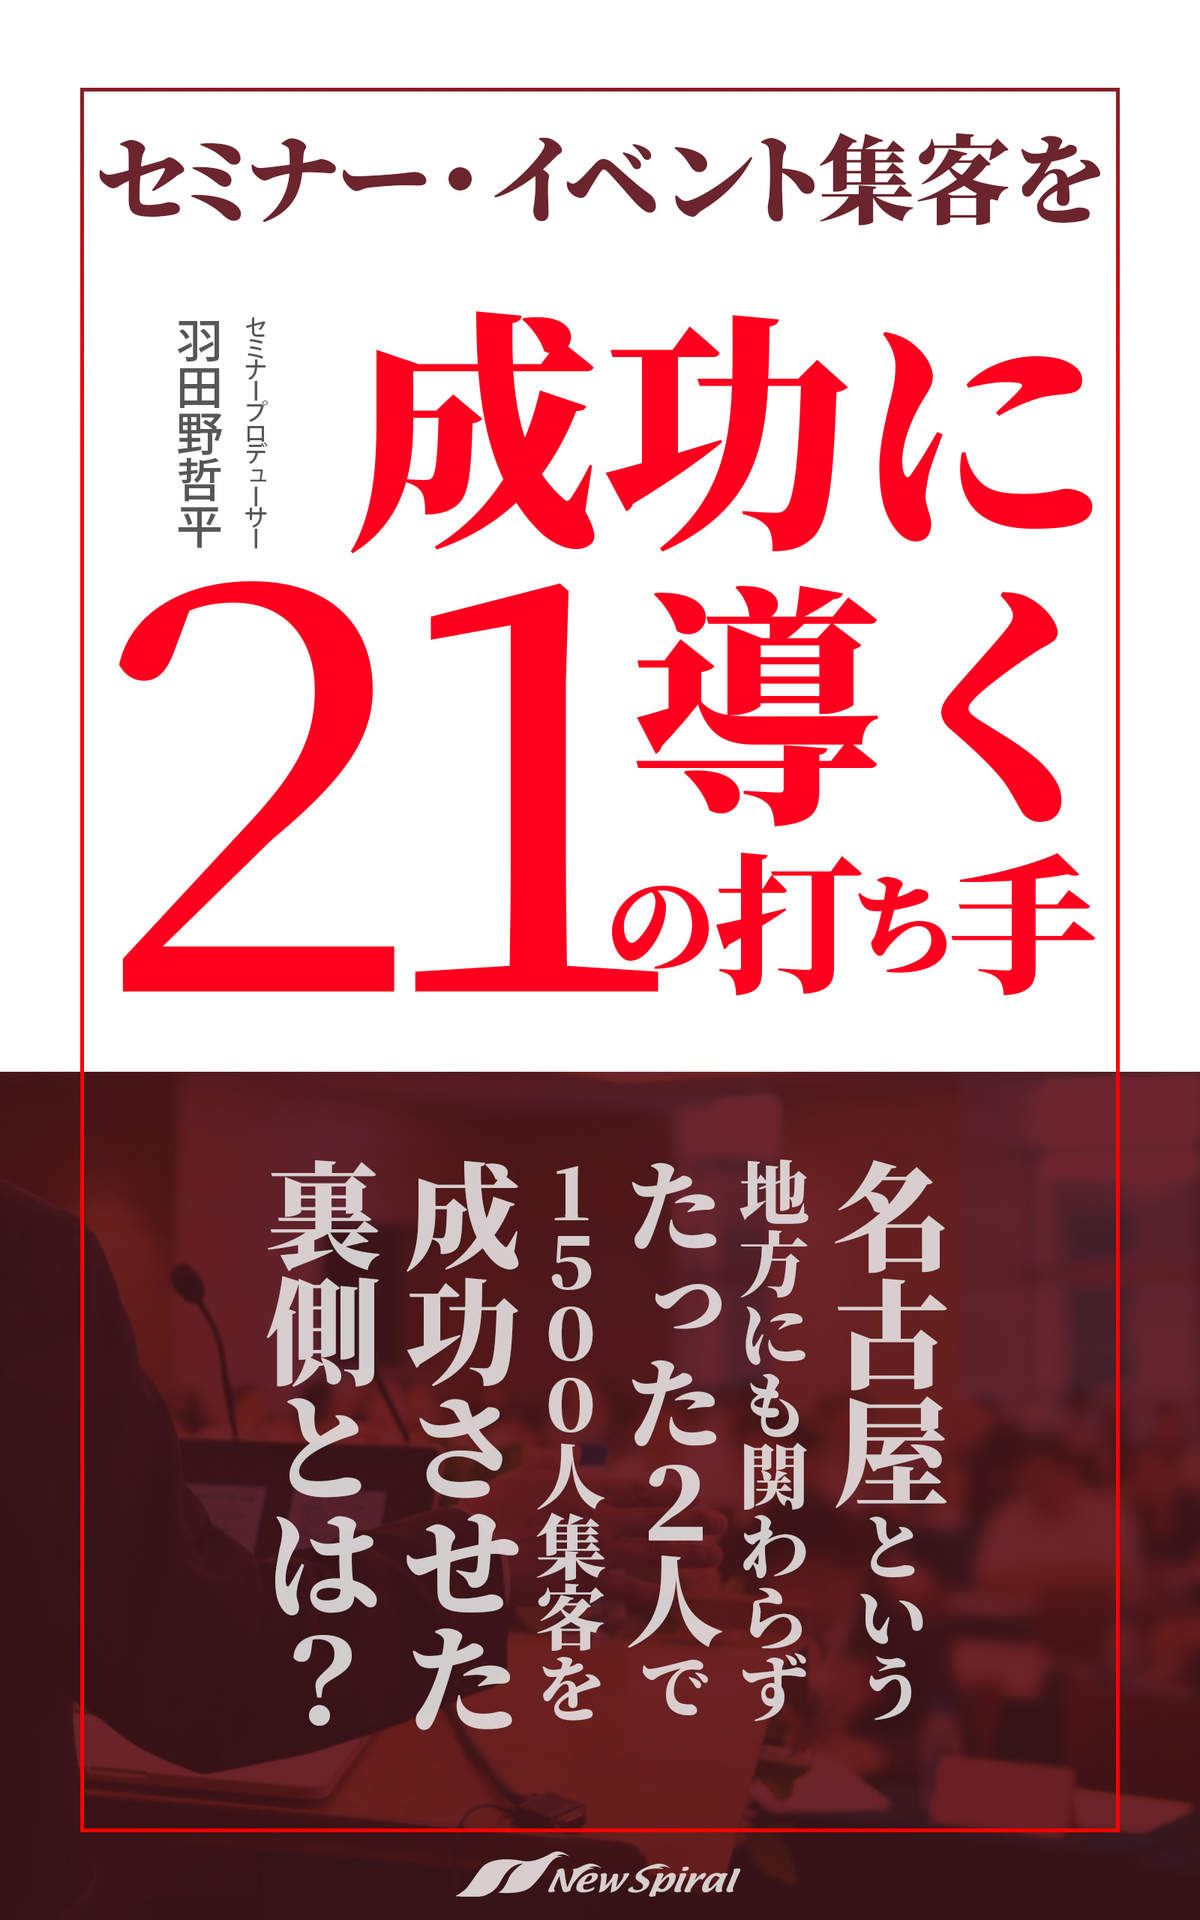 セミナー・イベント集客を
成功に
導く
21の打ち手
セミナープロデューサー
羽田野哲平
名古屋という
地方にも関わらず
たった2人で
1500人集客を
成功させた
裏側とは?
New Spiral